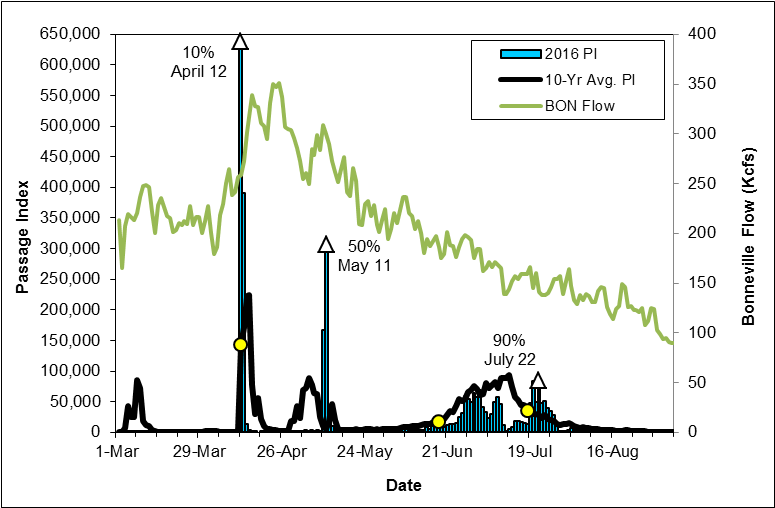 650,000
600,000
550,000
500,000
450,000
400,000
350,000
300,000
250,000
200,000
150,000
100,000
50,000
0
Passage Index
10%
April 12
50%
May 11
90%
July 22
2016 PI
10-Yr Avg. PI
BON Flow
400
350
300
250
200
150
100
50
0
Bonneville Flow (Kcfs)
1-Mar 29-Mar 26-Apr 24-May 21-Jun 19-Jul 16-Aug
Date